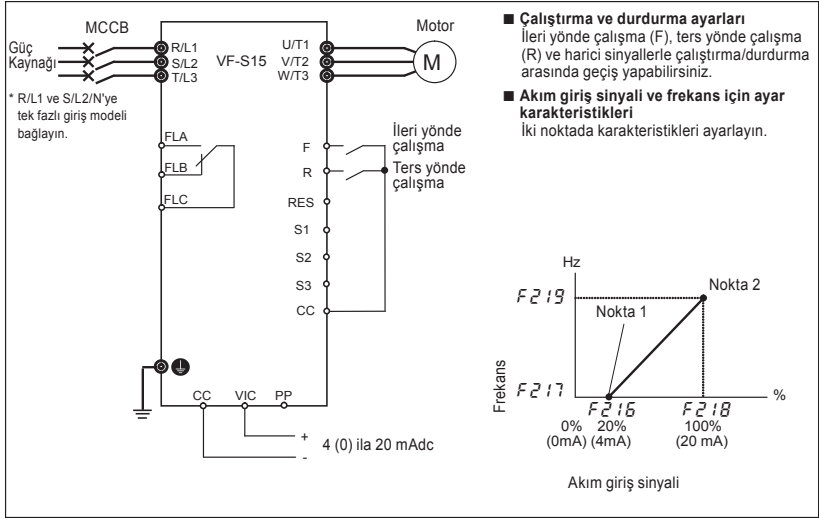 MCCB
Motor
Güç
Kaynağı
R/L1
S/L2
T/L3
VF-S15
U/T1
V/T2
W/T3
M
* R/L1 ve S/L2/N'ye
tek fazlı giriş modeli
bağlayın.
FLA
FLB
FLC
F
R
RES
S1
S2
S3
CC
İleri yönde
çalışma
Ters yönde
çalışma
CC
VIC
PP
+
-
4 (0) ila 20 mAdc
■ Çalıştırma ve durdurma ayarları
İleri yönde çalışma (F), ters yönde çalışma
(R) ve harici sinyallerle çalıştırma/durdurma
arasında geçiş yapabilirsiniz.
■ Akım giriş sinyali ve frekans için ayar
karakteristikleri
İki noktada karakteristikleri ayarlayın.
Hz
F219
Nokta 2
Nokta 1
Frekans
F217
%
F216
F218
0% 20% 100%
(0mA) (4mA) (20 mA)
Akım giriş sinyali